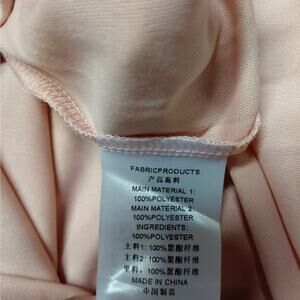 FABRICPRODUCTS
产品面料
MAIN MATERIAL 1:
100%POLYESTER
MAIN MATERIAL 2:
100%POLYESTER
INGREDIENTS:
100%POLYESTER
主料1: 100%聚酯纤维
主料2: 100%聚酯纤维
里料: 100%聚酯纤维
MADE IN CHINA
中国制造